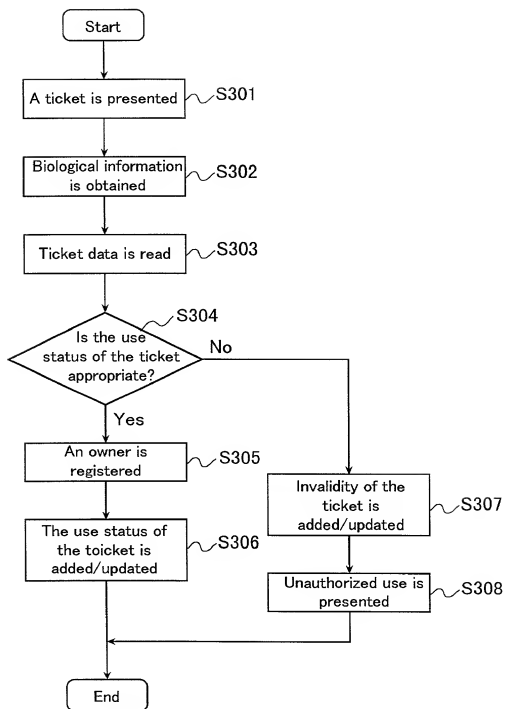 Start
A ticket is presented
S301
Biological information
is obtained
S302
Ticket data is read
S303
S304
Is the use
status of the ticket
appropriate?
No
Yes
An owner is
registered
S305
Invalidity of the
ticket is
added/updated
S307
The use status of
the toicket is
added/updated
S306
Unauthorized use is
presented
S308
End